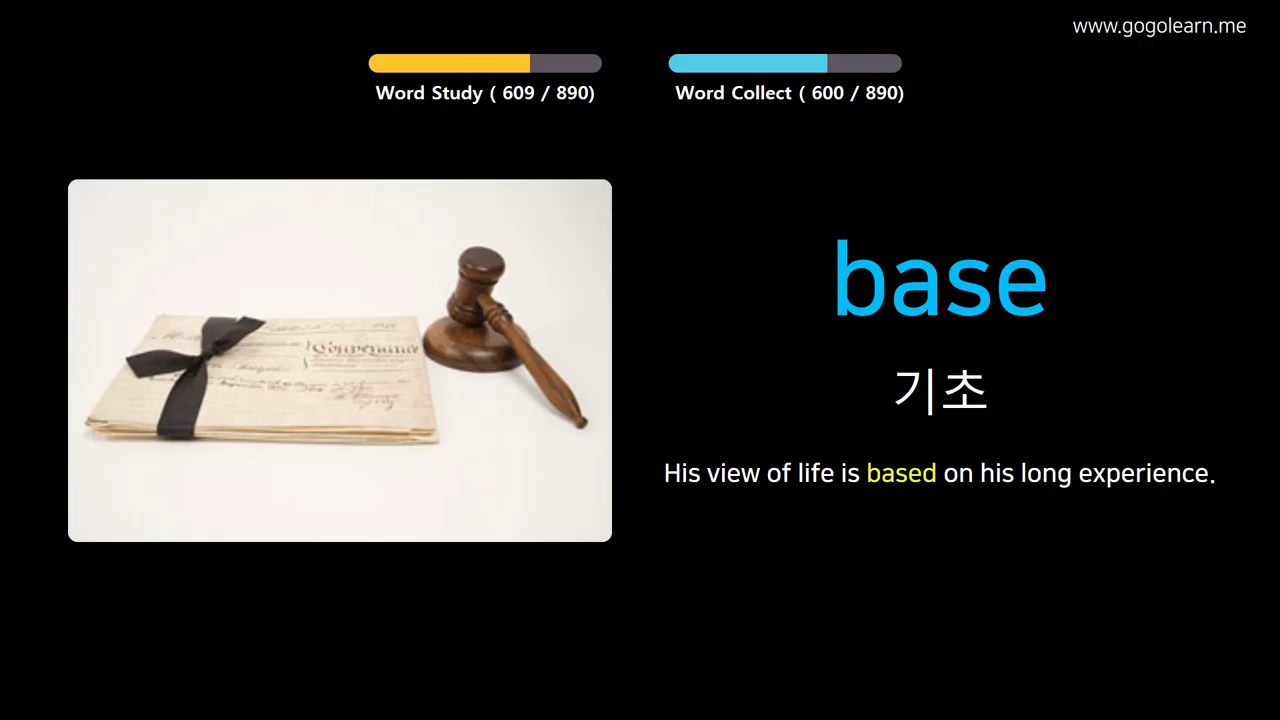 www.gogolearn.me
Word Study ( 609 / 890)
Word Collect ( 600 / 890)
base
기초
His view of life is based on his long experience.
Conveyance